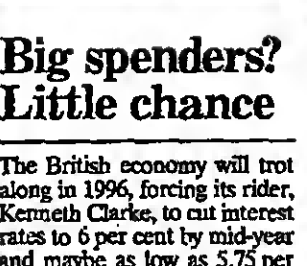 Big spenders?
Little chance
The British economy will trot
along in 1996, forcing its rider,
Kenneth Clarke, to cut interest
rates to 6 per cent by mid-year
and maybe as low as 5.75 per